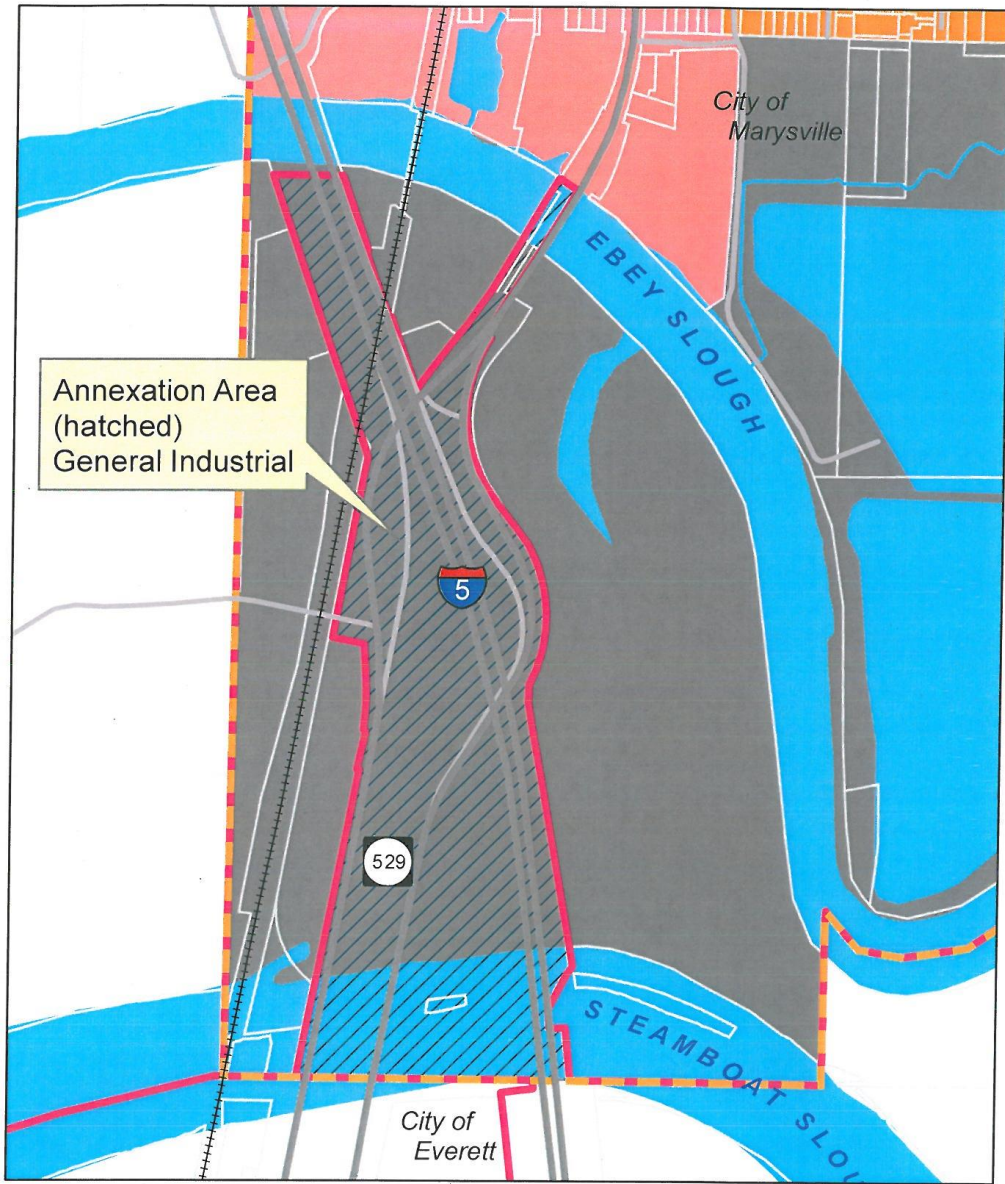 City of
Marysville
EBEY SLOUGH
Annexation Area
(hatched)
General Industrial
5
529
STEAMBOAT SLOU
City of
Everett